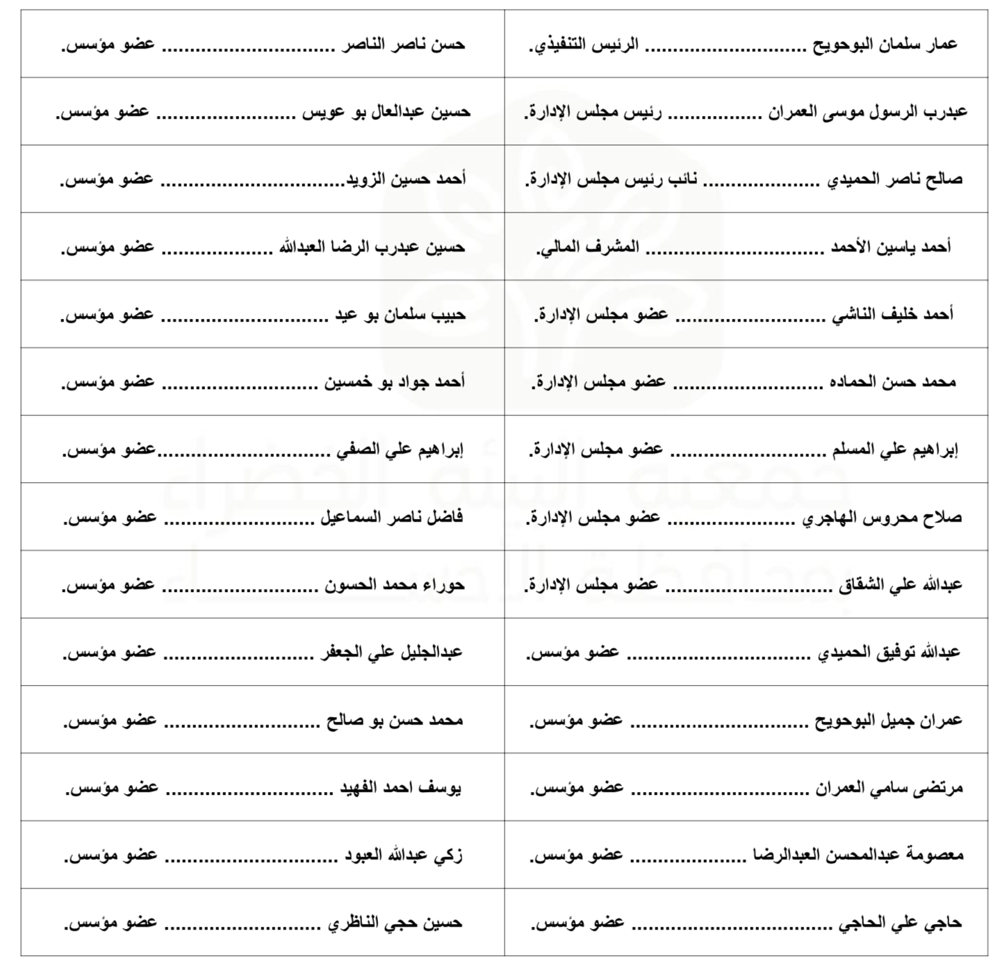 عمار سلمان البوحويح ............................. الرئيس التنفيذي.
حسن ناصر الناصر ............................... عضو مؤسس.
عبدرب الرسول موسى العمران ................. رئيس مجلس الإدارة.
حسين عبدالعال بو عويس ......................... عضو مؤسس.
صالح ناصر الحميدي ..................... نائب رئيس مجلس الإدارة.
أحمد حسين الزويد................................. عضو مؤسس.
أحمد ياسين الأحمد ................................ المشرف المالي.
حسين عبدرب الرضا العبدالله .................... عضو مؤسس.
أحمد خليف الناشي ........................... عضو مجلس الإدارة.
حبيب سلمان بو عيد .............................. عضو مؤسس.
محمد حسن الحماده ........................... عضو مجلس الإدارة.
أحمد جواد بو خمسين ............................ عضو مؤسس.
إبراهيم علي المسلم ............................ عضو مجلس الإدارة.
إبراهيم علي الصفي ...............................عضو مؤسس.
صلاح محروس الهاجري ....................... عضو مجلس الإدارة.
فاضل ناصر السماعيل ........................... عضو مؤسس.
عبدالله علي الشقاق .............................. عضو مجلس الإدارة.
حوراء محمد الحسون ............................ عضو مؤسس.
عبدالله توفيق الحميدي ................................. عضو مؤسس.
عبدالجليل علي الجعفر ........................... عضو مؤسس.
عمران جميل البوحويح ................................ عضو مؤسس.
محمد حسن بو صالح ............................ عضو مؤسس.
مرتضى سامي العمران ................................ عضو مؤسس.
يوسف احمد الفهيد .............................. عضو مؤسس.
معصومة عبدالمحسن العبدالرضا ..................... عضو مؤسس.
زكي عبدالله العبود ............................... عضو مؤسس.
حاجي علي الحاجي .................................... عضو مؤسس.
حسين حجي الناظري ............................ عضو مؤسس.
جمعية البيئة الخضراء
بمحافظة الأحساء